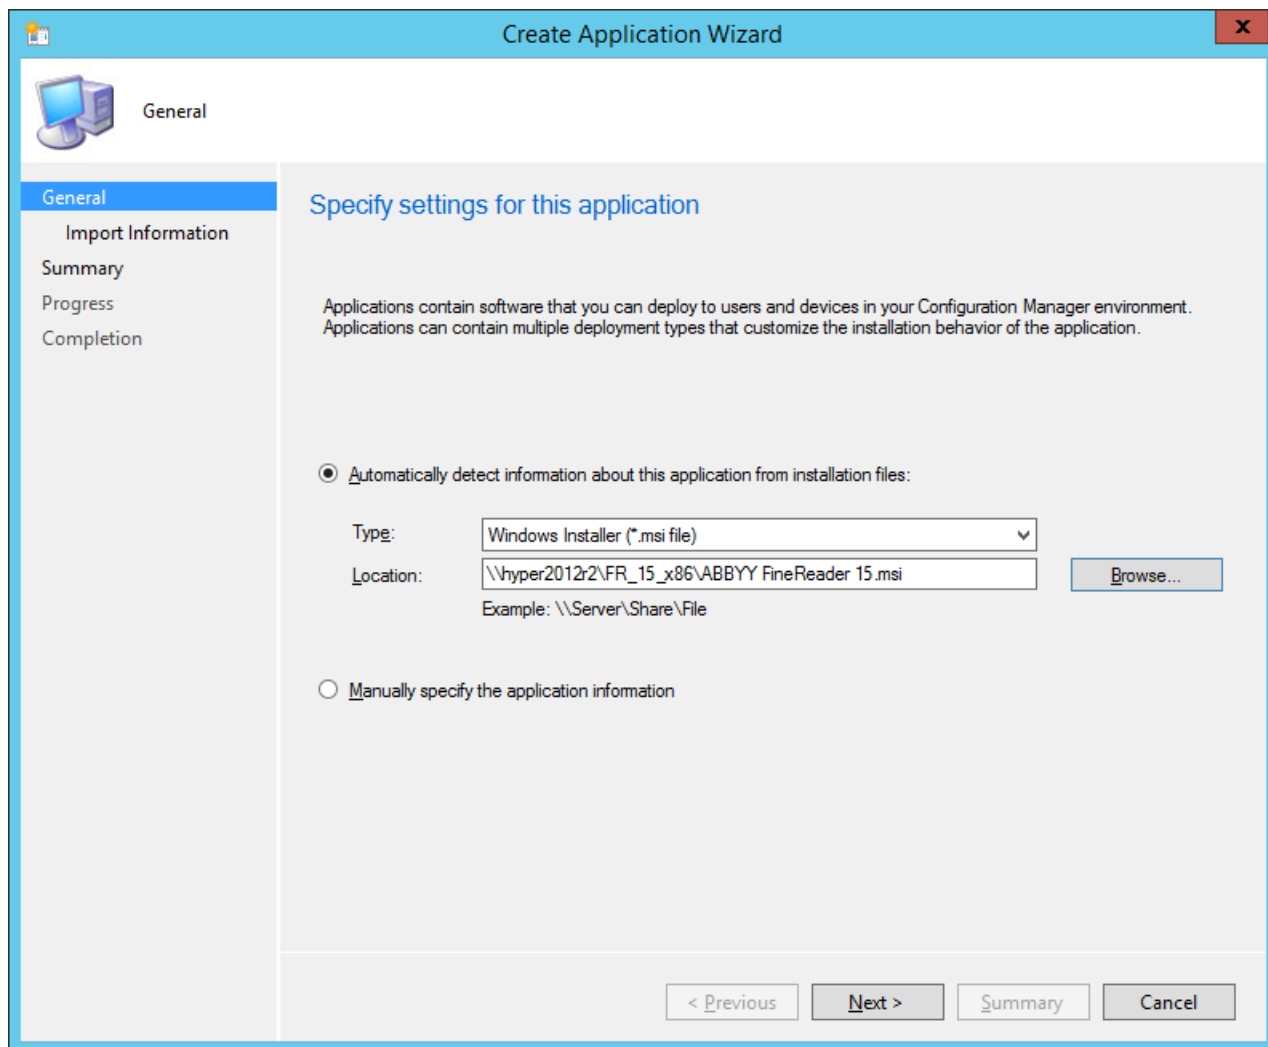 Create Application Wizard
X
General
General
Import Information
Summary
Progress
Completion
Specify settings for this application
Applications contain software that you can deploy to users and devices in your Configuration Manager environment.
Applications can contain multiple deployment types that customize the installation behavior of the application.
Automatically detect information about this application from installation files:
Type: Windows Installer (*.msi file)
Location: \\hyper2012r2\FR_15_x86\ABBYY FineReader 15.msi Browse...
Example: \\Server\Share\File
Manually specify the application information
< Previous Next > Summary Cancel